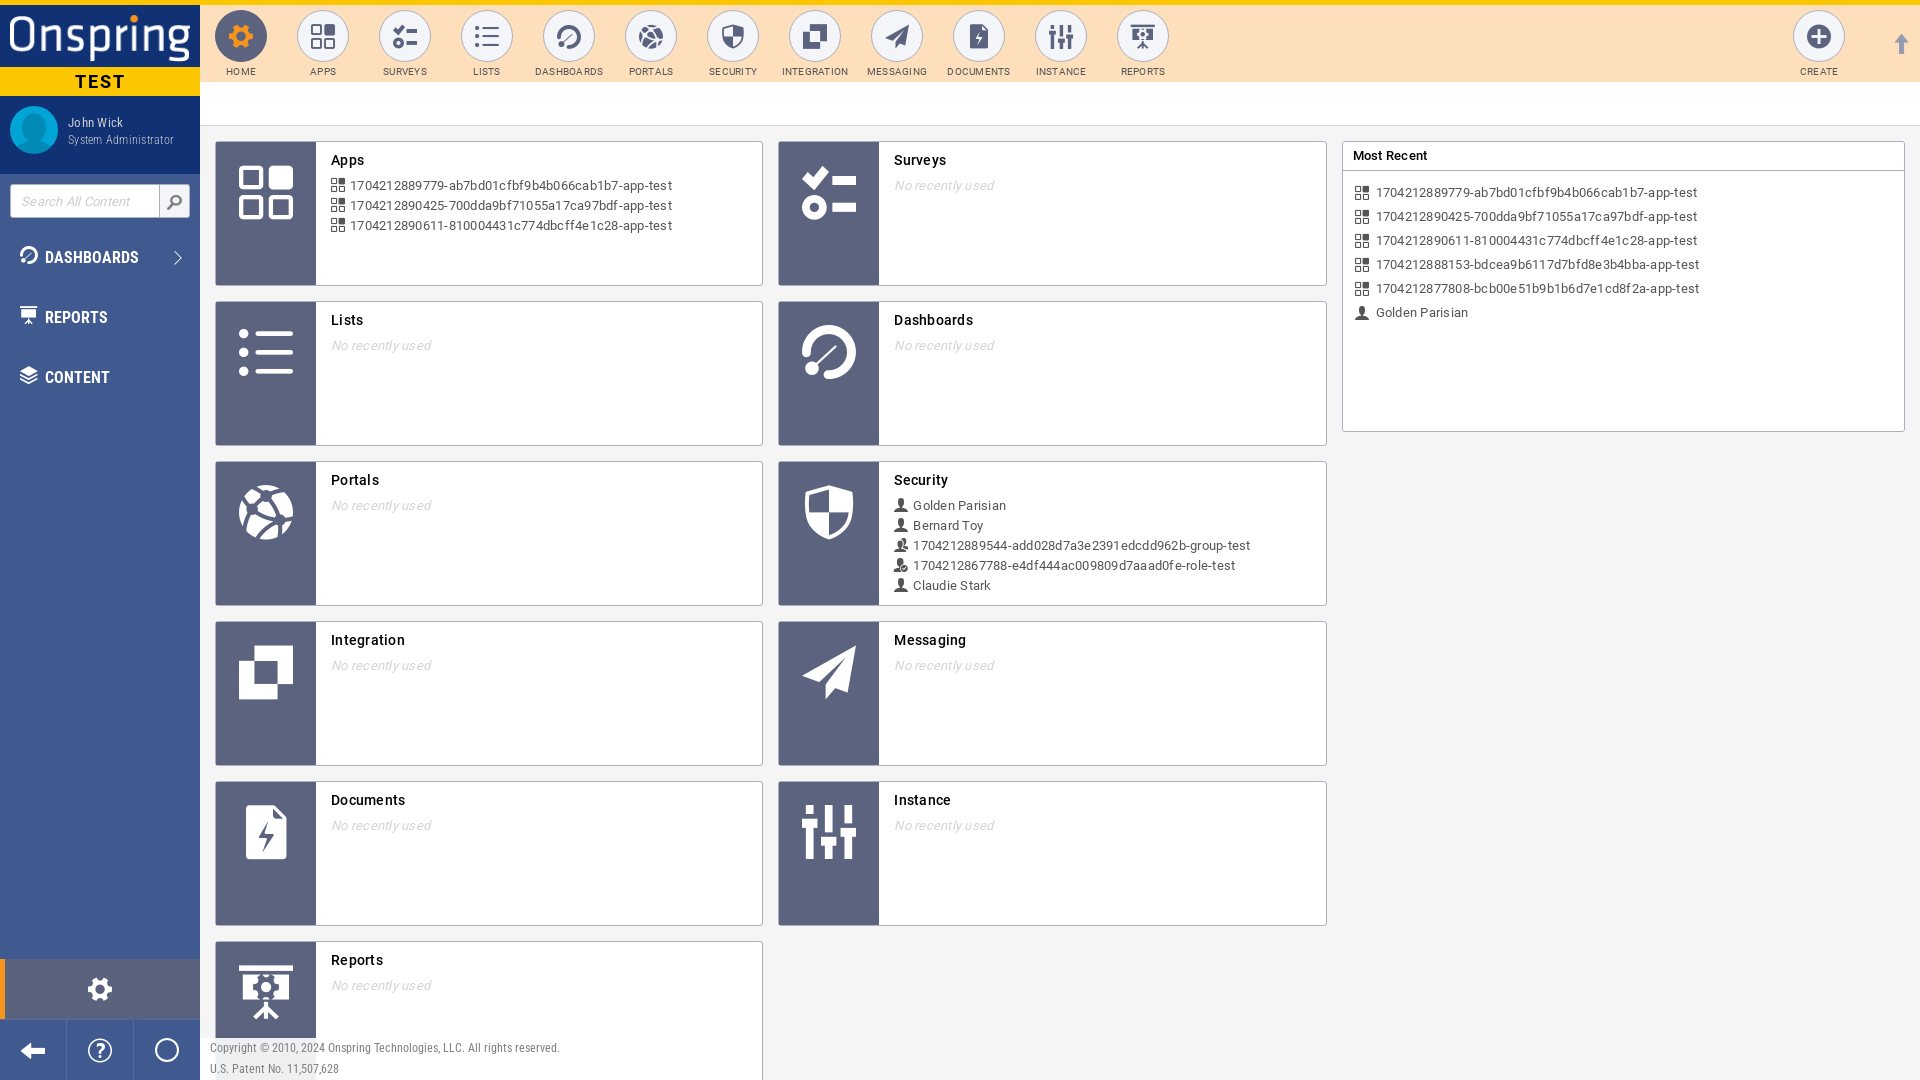 Onspring
TEST
John Wick
System Administrator
Search All Content
DASHBOARDS
REPORTS
CONTENT
HOME
APPS
SURVEYS
LISTS
DASHBOARDS
PORTALS
SECURITY
INTEGRATION
MESSAGING
DOCUMENTS
INSTANCE
REPORTS
CREATE
Apps
1704212889779-ab7bd01cfbf9b4b066cab1b7-app-test
1704212890425-700dda9bf71055a17ca97bdf-app-test
1704212890611-810004431c774dbcff4e1c28-app-test
Surveys
No recently used
Lists
No recently used
Dashboards
No recently used
Portals
No recently used
Security
Golden Parisian
Bernard Toy
1704212889544-add028d7a3e2391edcdd962b-group-test
1704212867788-e4df444ac009809d7aaad0fe-role-test
Claudie Stark
Integration
No recently used
Messaging
No recently used
Documents
No recently used
Instance
No recently used
Reports
No recently used
Most Recent
1704212889779-ab7bd01cfbf9b4b066cab1b7-app-test
1704212890425-700dda9bf71055a17ca97bdf-app-test
1704212890611-810004431c774dbcff4e1c28-app-test
1704212888153-bdcea9b6117d7bfd8e3b4bba-app-test
1704212877808-bcb00e51b9b1b6d7e1cd8f2a-app-test
Golden Parisian
Copyright © 2010, 2024 Onspring Technologies, LLC. All rights reserved.
U.S. Patent No. 11,507,628